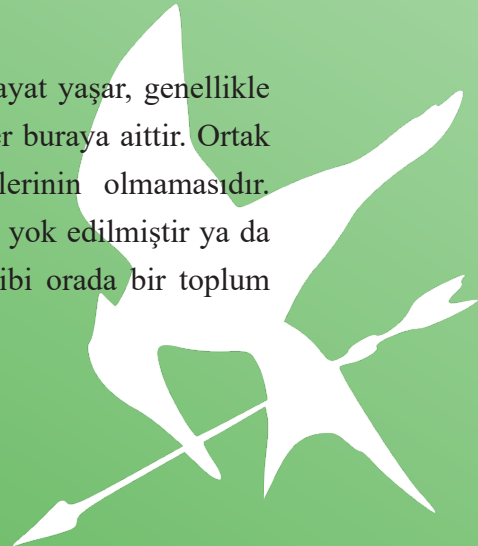 ayat yaşar, genellikle
er buraya aittir. Ortak
lerinin olmamasıdır.
yok edilmiştir ya da
ibi orada bir toplum